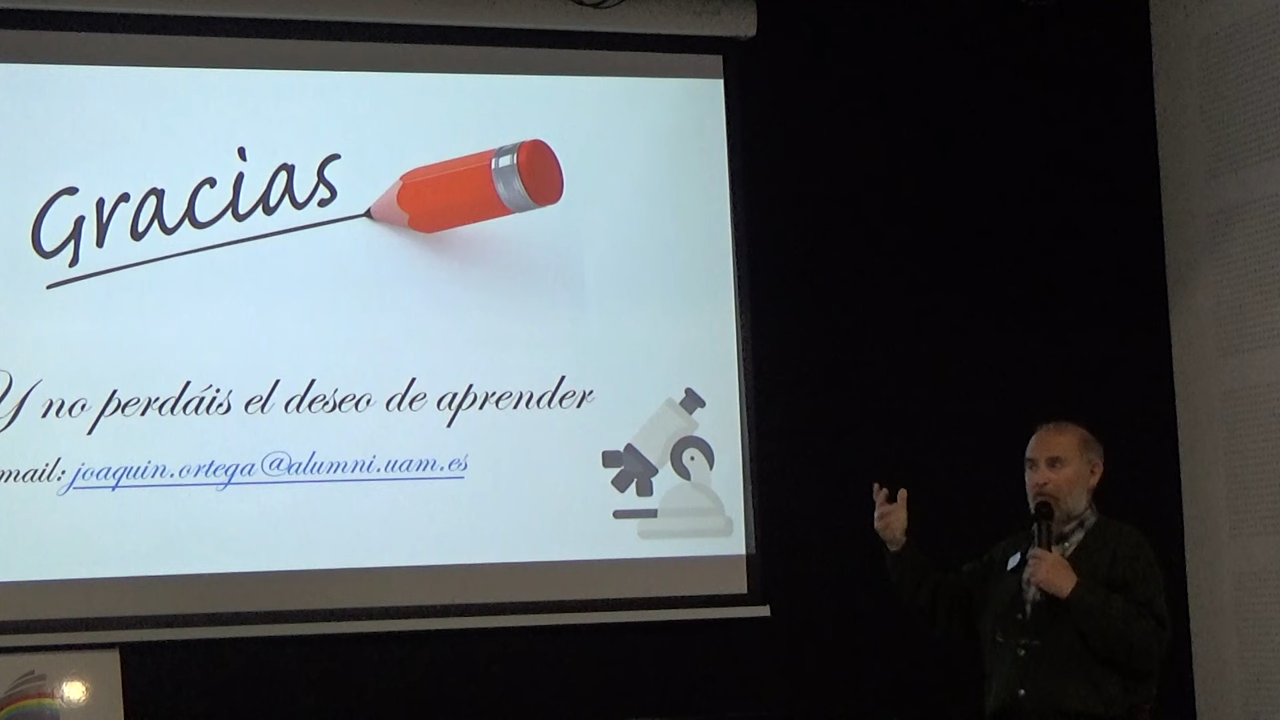 Gracias
Y no perdáis el deseo de aprender
mail: joaquin.ortega@alumni.uam.es